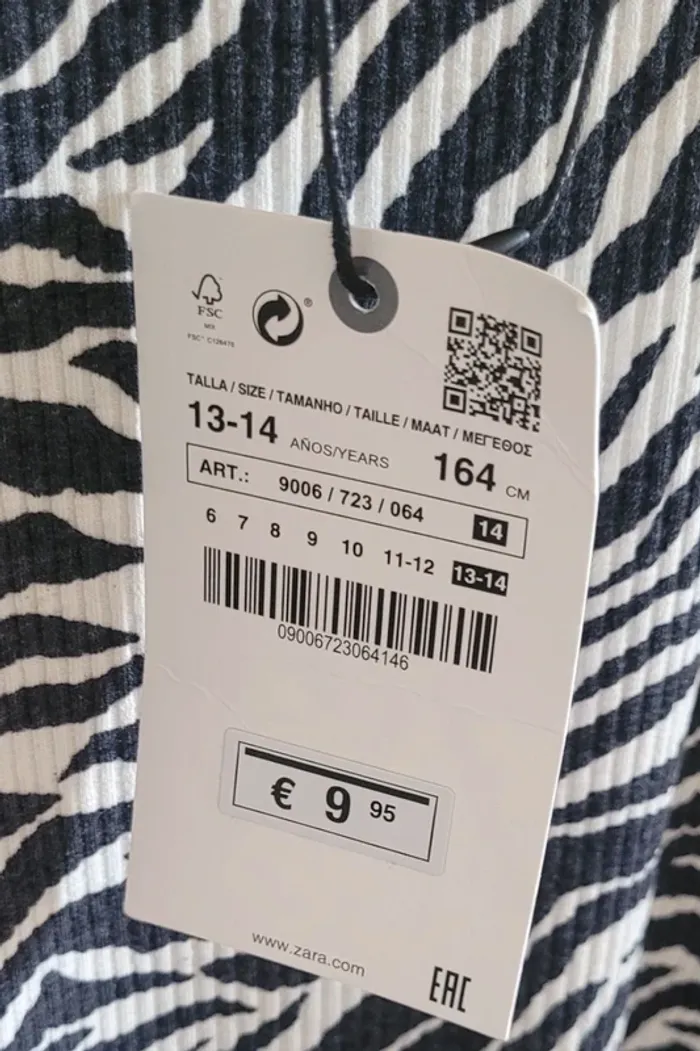 FSC
MIX
FSC® C128476
®
TALLA / SIZE / TAMANHO / TAILLE / MAAT / ΜΕΓΕΘΟΣ
13-14 AÑOS/YEARS 164 CM
ART.: 9006 / 723 / 064 14
6 7 8 9 10 11-12 13-14
09006723064146
€ 9 95
www.zara.com
EAC